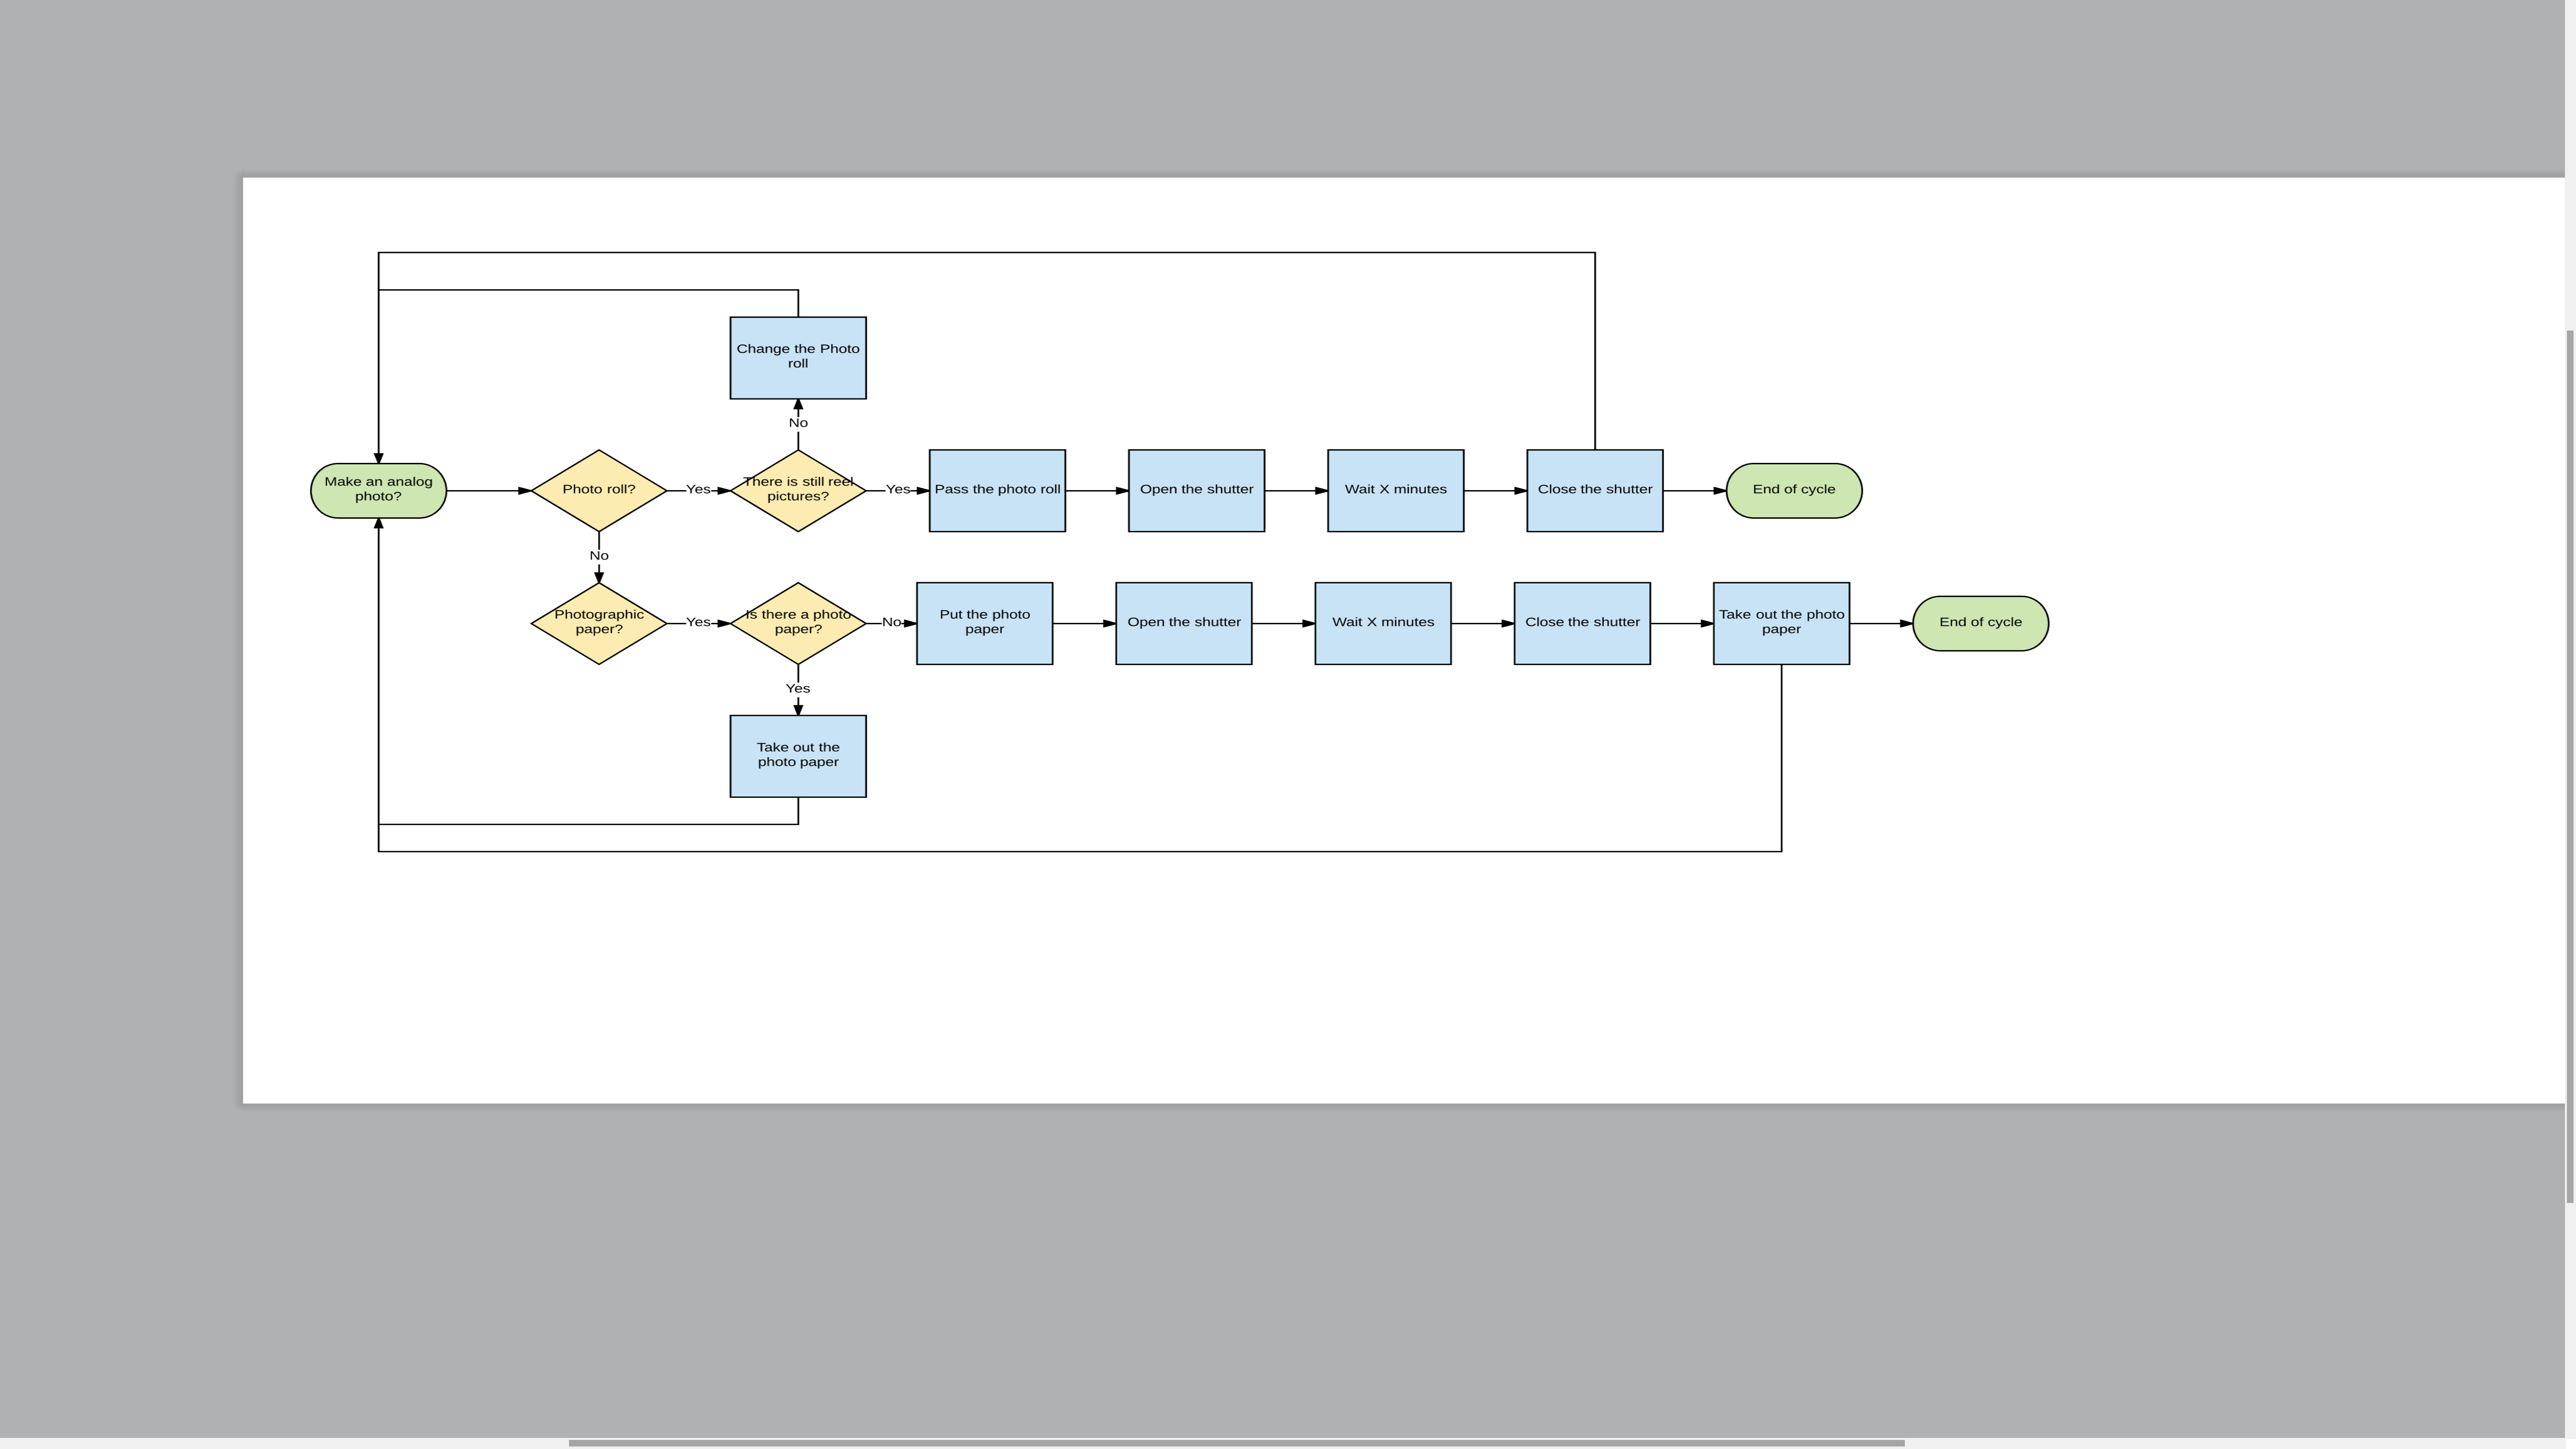 Change the Photo
roll
No
Make an analog
photo?
Photo roll?
Yes
There is still reel
pictures?
Yes
Pass the photo roll
Open the shutter
Wait X minutes
Close the shutter
End of cycle
No
Photographic
paper?
Yes
Is there a photo
paper?
No
Put the photo
paper
Open the shutter
Wait X minutes
Close the shutter
Take out the photo
paper
End of cycle
Yes
Take out the
photo paper